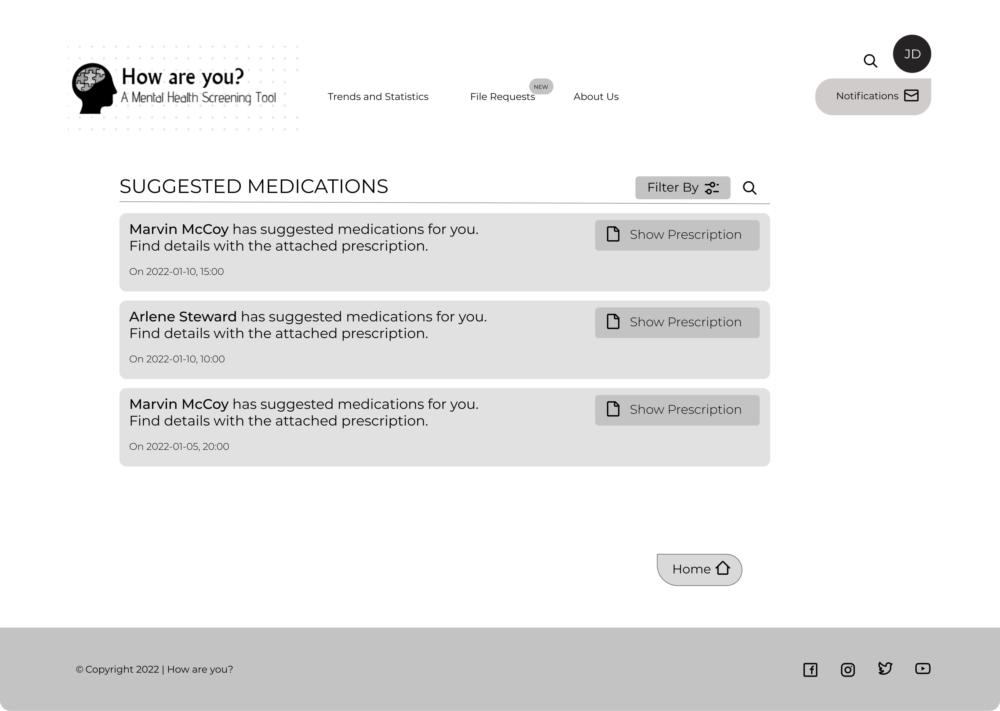 JD
How are you?
A Mental Health Screening Tool
NEW
Trends and Statistics
File Requests
About Us
Notifications
SUGGESTED MEDICATIONS
Filter By
Marvin McCoy has suggested medications for you.
Find details with the attached prescription.
Show Prescription
On 2022-01-10, 15:00
Arlene Steward has suggested medications for you.
Find details with the attached prescription.
Show Prescription
On 2022-01-10, 10:00
Marvin McCoy has suggested medications for you.
Find details with the attached prescription.
Show Prescription
On 2022-01-05, 20:00
Home
© Copyright 2022 | How are you?